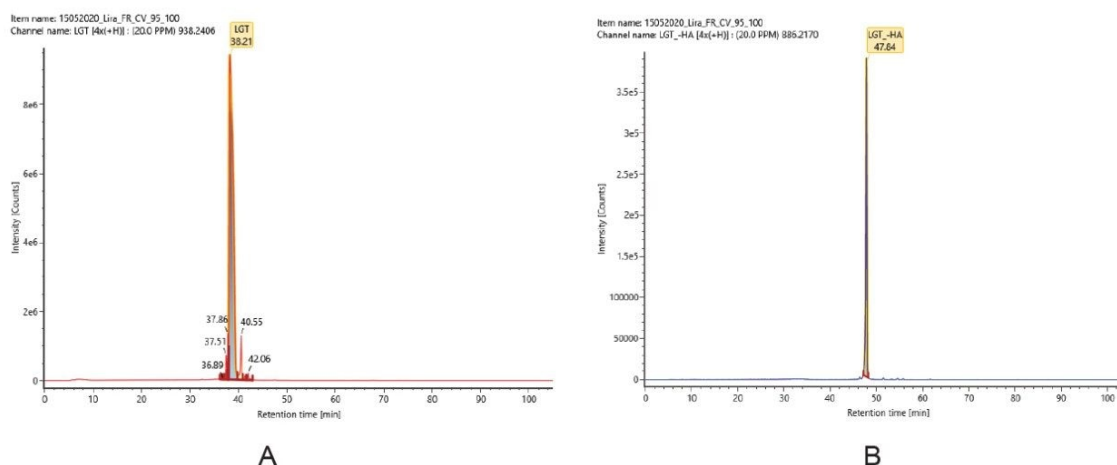 Item name: 15052020_Lira_FR_CV_95_100
Channel name: LGT [4x(+H)] : (20.0 PPM) 938.2406
LGT
38.21
8e6
6e6
4e6
2e6
0
Intensity [Counts]
37.86
40.55
37.51
36.89
42.06
0 10 20 30 40 50 60 70 80 90 100
Retention time [min]
A
Item name: 15052020_Lira_FR_CV_95_100
Channel name: LGT_-HA [4x(+H)] : (20.0 PPM) 886.2170
LGT_-HA
47.84
3.5e5
3e5
2.5e5
2e5
1.5e5
100000
50000
0
Intensity [Counts]
0 10 20 30 40 50 60 70 80 90 100
Retention time [min]
B